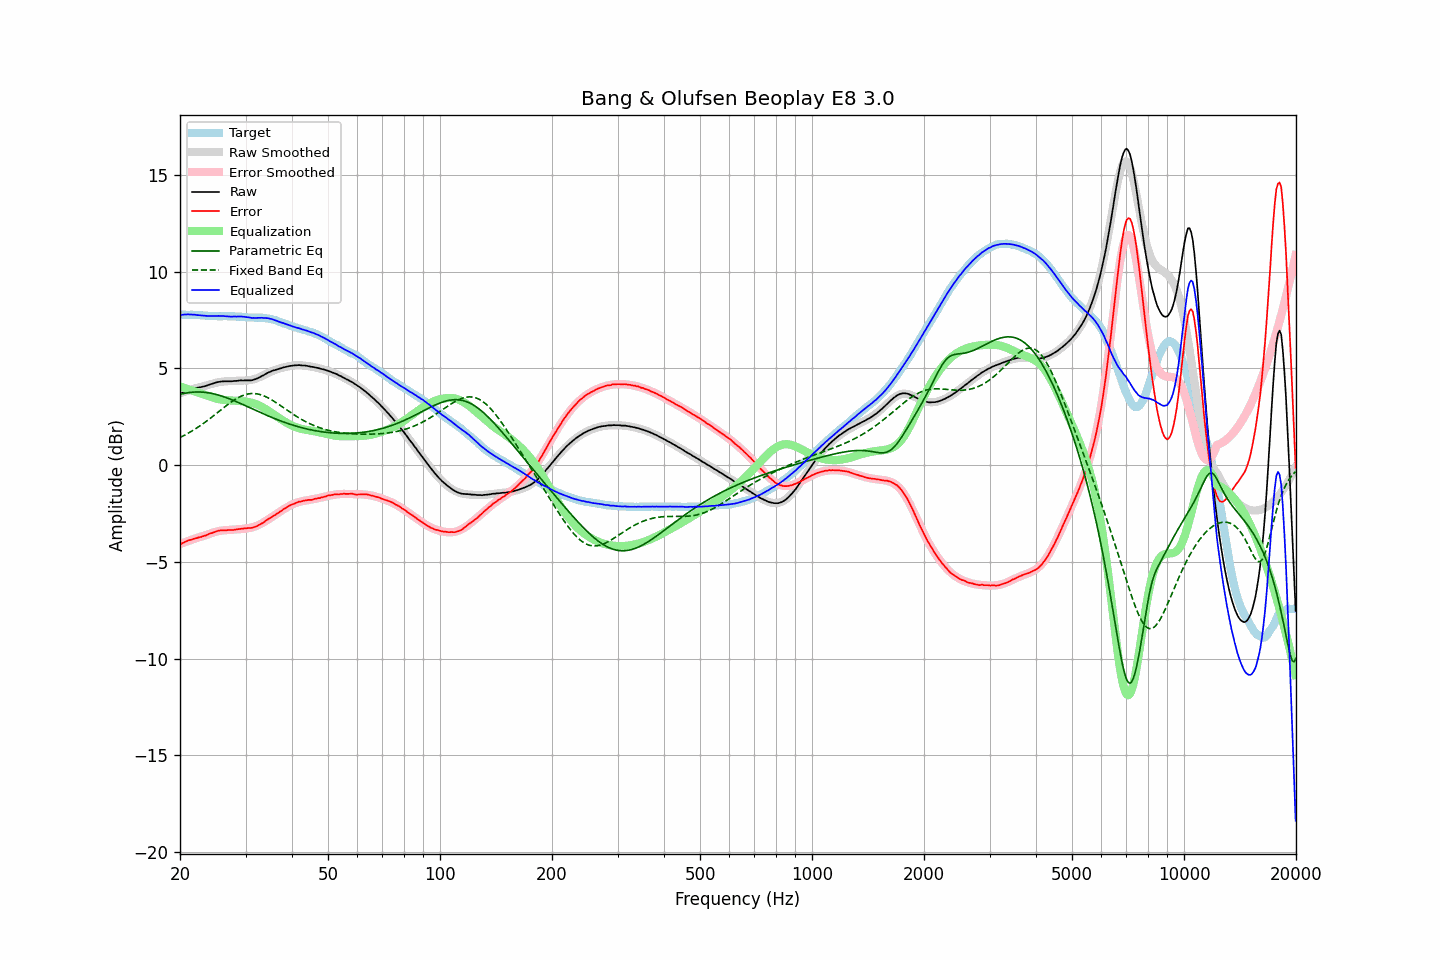 Bang & Olufsen Beoplay E8 3.0
Target
Raw Smoothed
Error Smoothed
Raw
Error
Equalization
Parametric Eq
Fixed Band Eq
Equalized
15
10
5
0
−5
−10
−15
−20
Amplitude (dBr)
20
50
100
200
500
1000
2000
5000
10000
20000
Frequency (Hz)